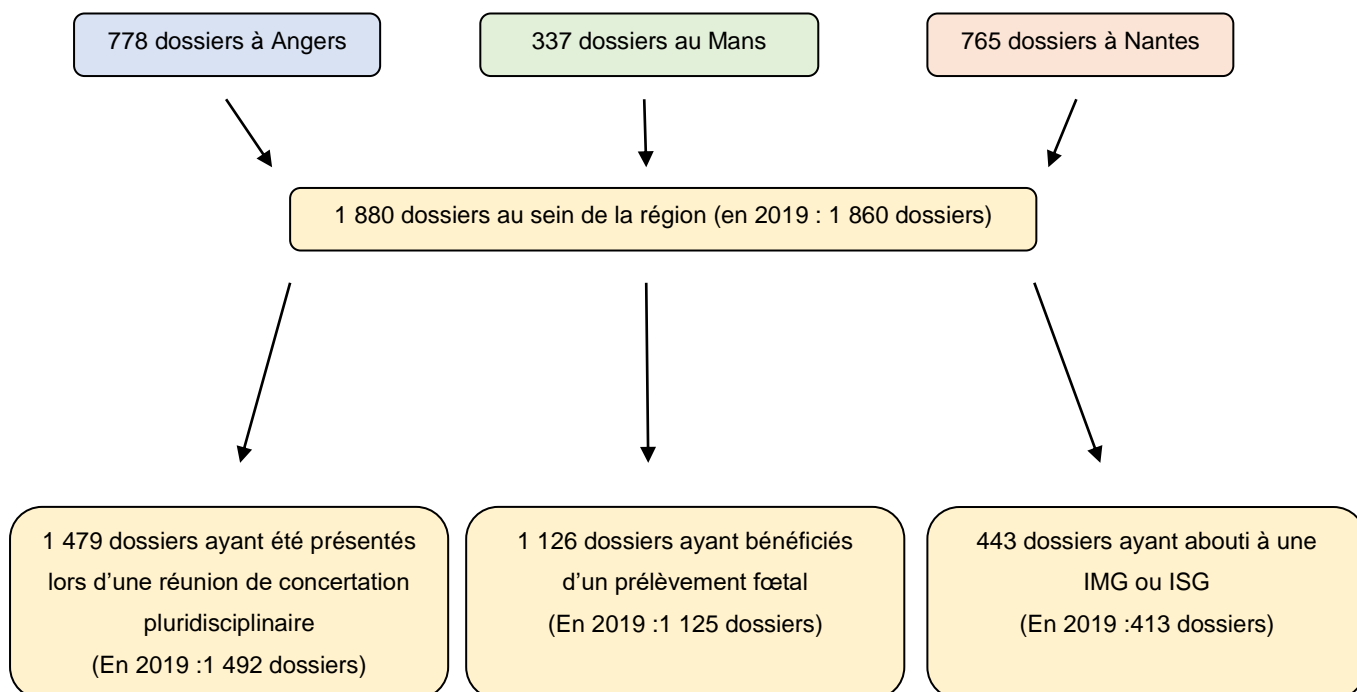 778 dossiers à Angers
337 dossiers au Mans
765 dossiers à Nantes
1 880 dossiers au sein de la région (en 2019 : 1 860 dossiers)
1 479 dossiers ayant été présentés
lors d’une réunion de concertation
pluridisciplinaire
(En 2019 :1 492 dossiers)
1 126 dossiers ayant bénéficiés
d’un prélèvement fœtal
(En 2019 :1 125 dossiers)
443 dossiers ayant abouti à une
IMG ou ISG
(En 2019 :413 dossiers)